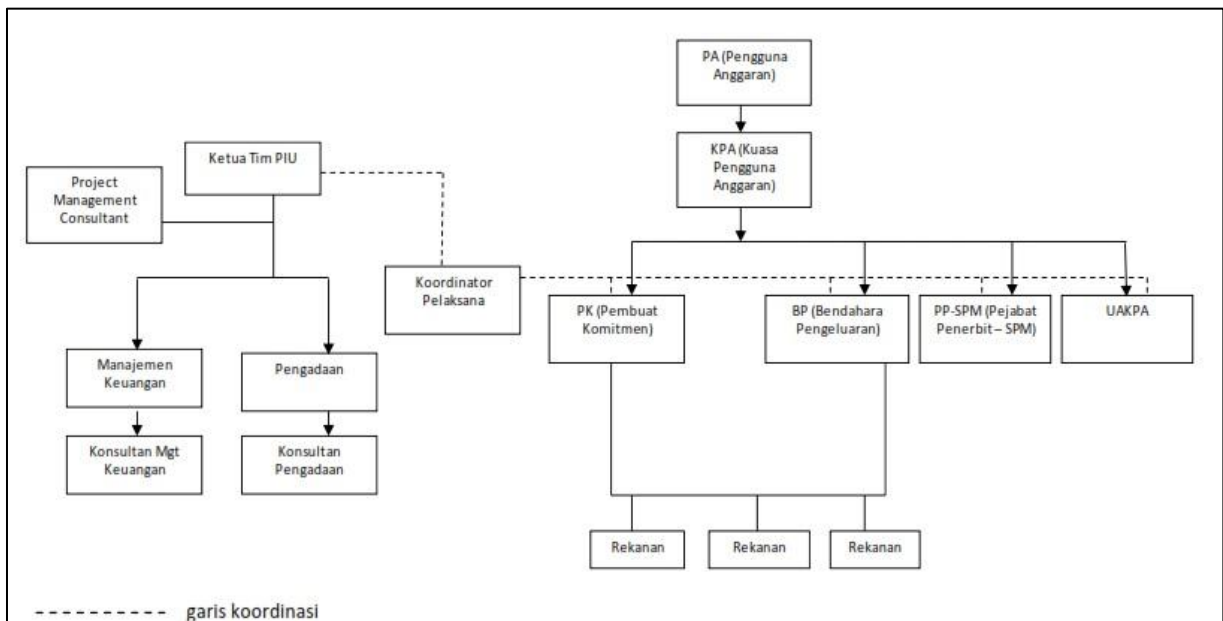 PA (Pengguna
Anggaran)
KPA (Kuasa
Pengguna
Anggaran)
Ketua Tim PIU
Project
Management
Consultant
Koordinator
Pelaksana
PK (Pembuat
Komitmen)
BP (Bendahara
Pengeluaran)
PP-SPM (Pejabat
Penerbit – SPM)
UAKPA
Manajemen
Keuangan
Pengadaan
Konsultan Mgt
Keuangan
Konsultan
Pengadaan
Rekanan
Rekanan
Rekanan
garis koordinasi